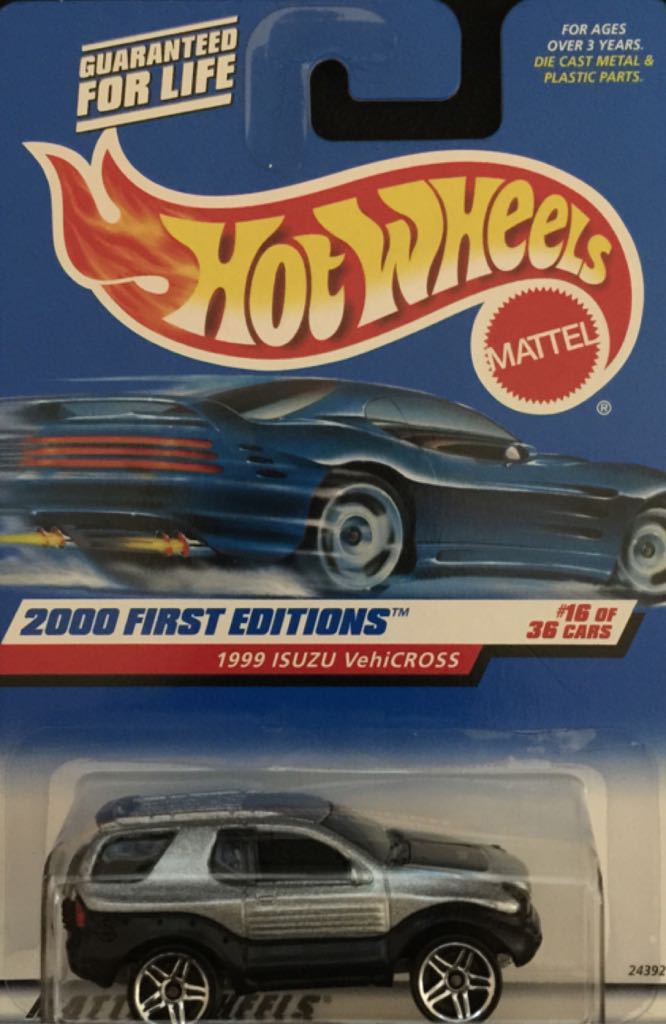 GUARANTEED
FOR LIFE
FOR AGES
OVER 3 YEARS.
DIE CAST METAL &
PLASTIC PARTS.
HOT WHEELS
MATTEL
®
2000 FIRST EDITIONS™
#16 OF
36 CARS
1999 ISUZU VehiCROSS
24392